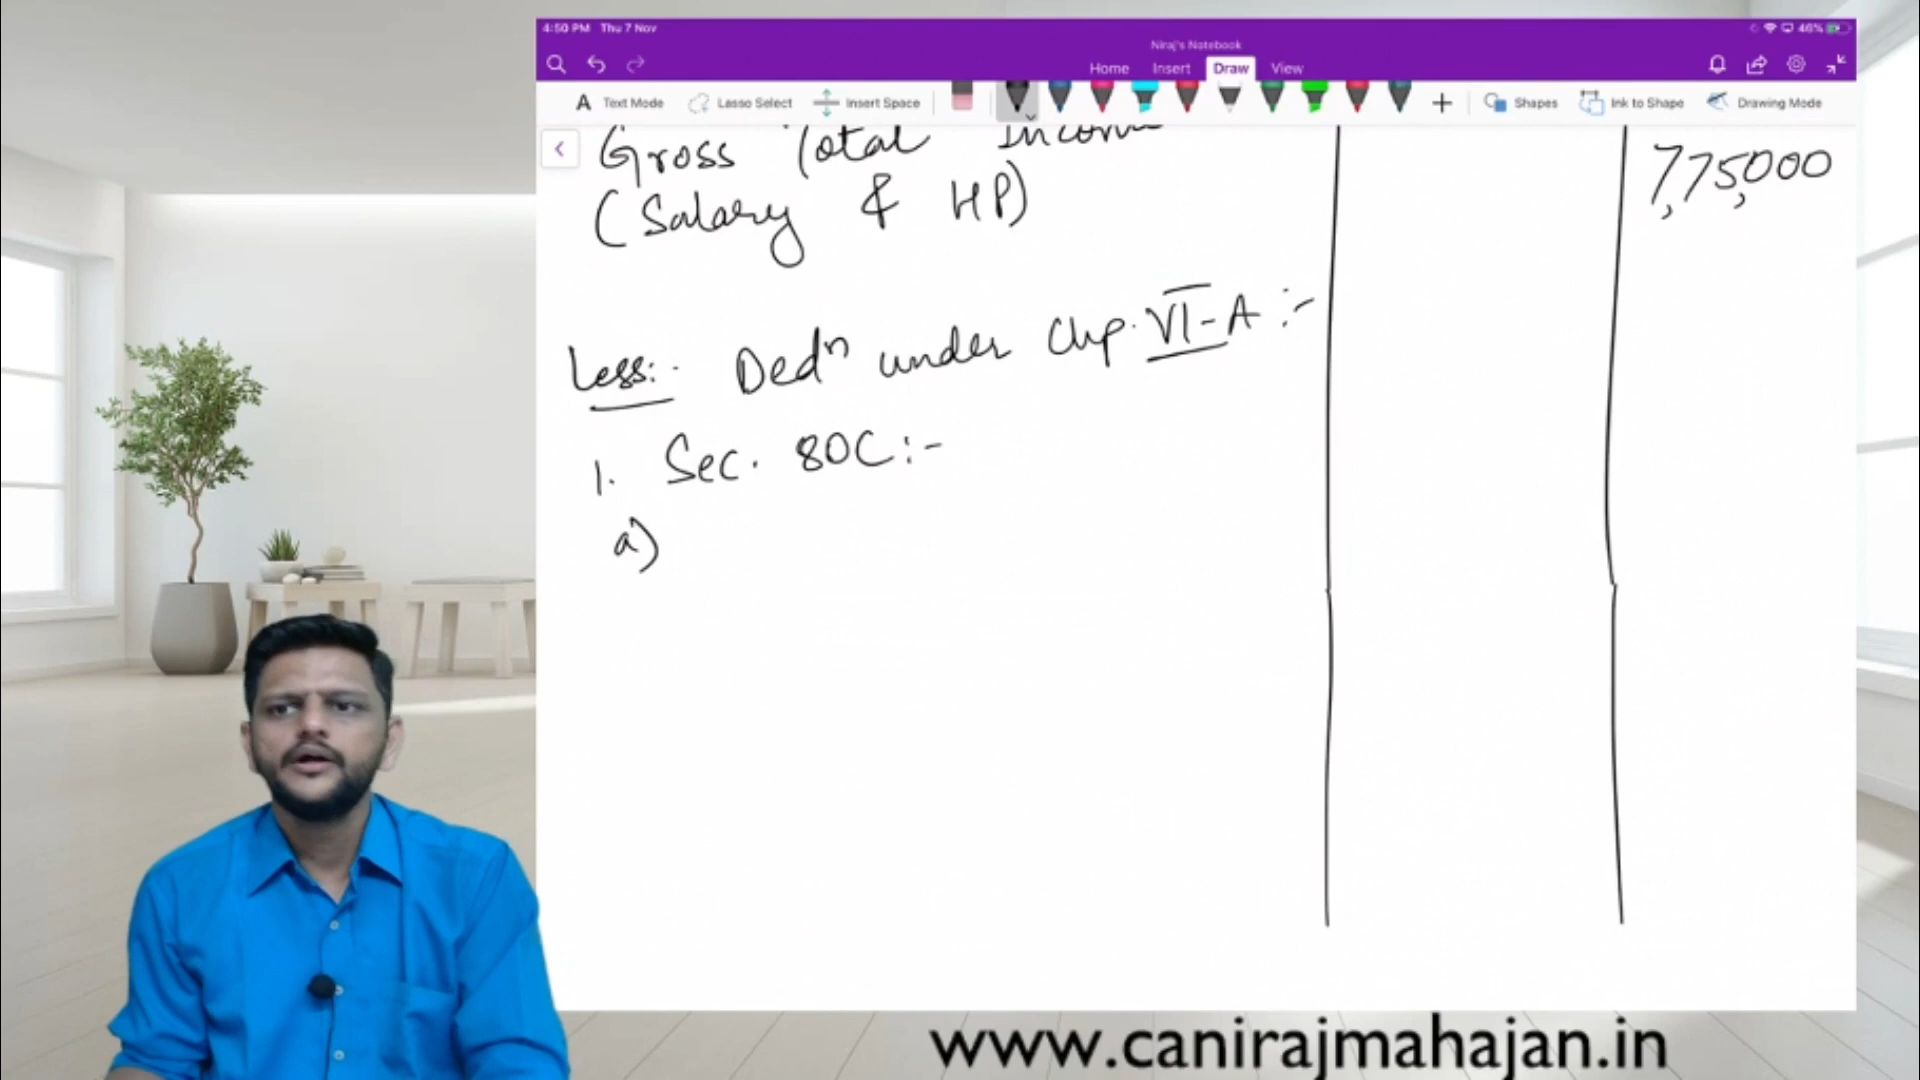 4:50 PM Thu 7 Nov
46%
Niraj's Notebook
Home Insert Draw View
A Text Mode Lasso Select Insert Space Shapes Ink to Shape Drawing Mode
Gross Total Income 7,75,000
(Salary & HP)
Less:- Dedn under Chp. VI-A :-
1. Sec. 80C:-
a)
www.canirajmahajan.in